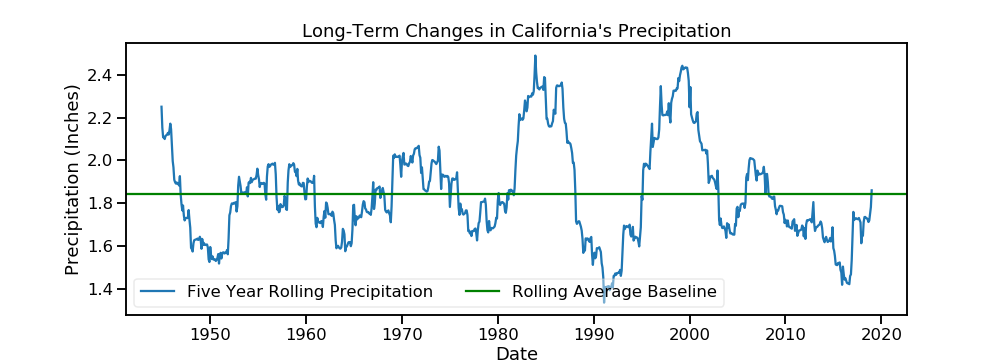 Long-Term Changes in California's Precipitation
Precipitation (Inches)
2.4
2.2
2.0
1.8
1.6
1.4
Five Year Rolling Precipitation
Rolling Average Baseline
1950
1960
1970
1980
1990
2000
2010
2020
Date